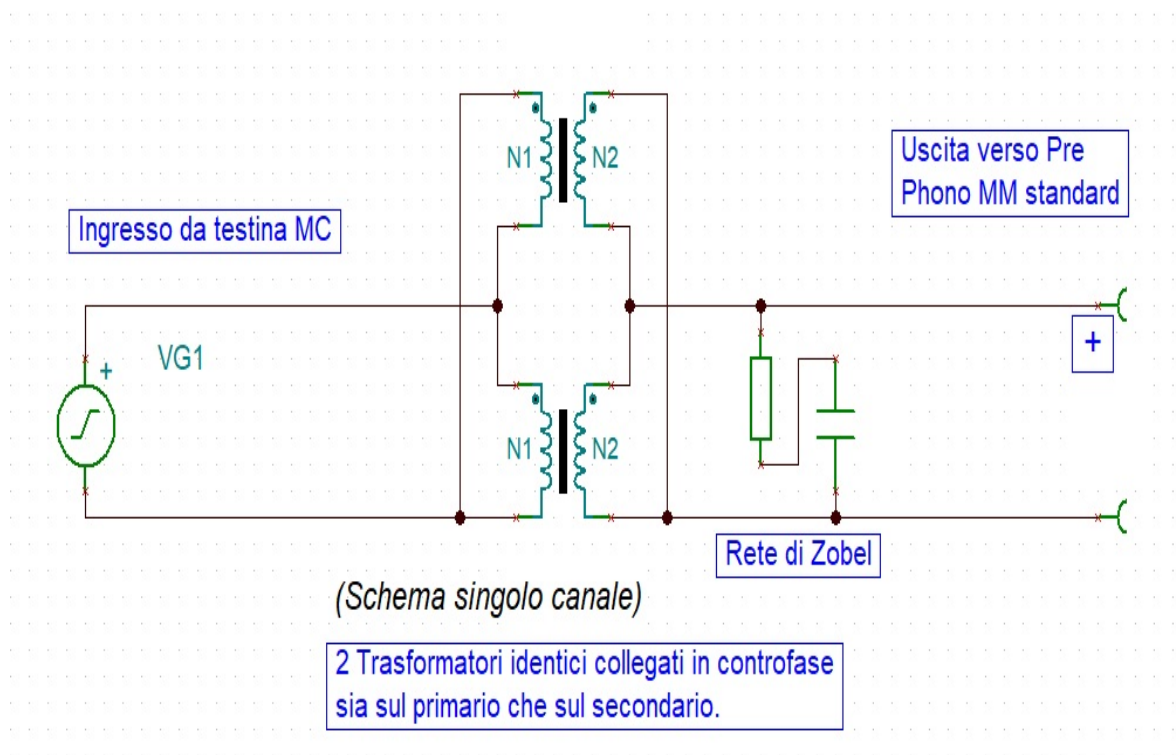 N1
N2
Uscita verso Pre
Phono MM standard
Ingresso da testina MC
VG1
+
+
N1
N2
Rete di Zobel
(Schema singolo canale)
2 Trasformatori identici collegati in controfase
sia sul primario che sul secondario.